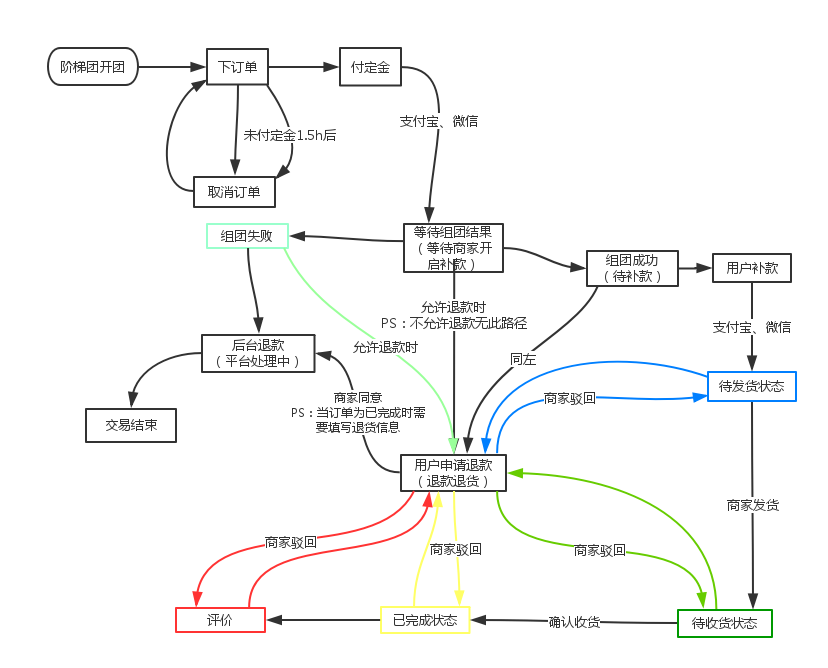 阶梯团开团
下订单
付定金
支付宝、微信
未付定金1.5h后
取消订单
组团失败
等待组团结果
（等待商家开
启补款）
组团成功
（待补款）
用户补款
允许退款时
PS：不允许退款无此路径
支付宝、微信
后台退款
（平台处理中）
允许退款时
同左
待发货状态
商家同意
PS：当订单为已完成时需
要填写退货信息
商家驳回
交易结束
用户申请退款
（退款退货）
商家发货
商家驳回
商家驳回
商家驳回
评价
已完成状态
确认收货
待收货状态